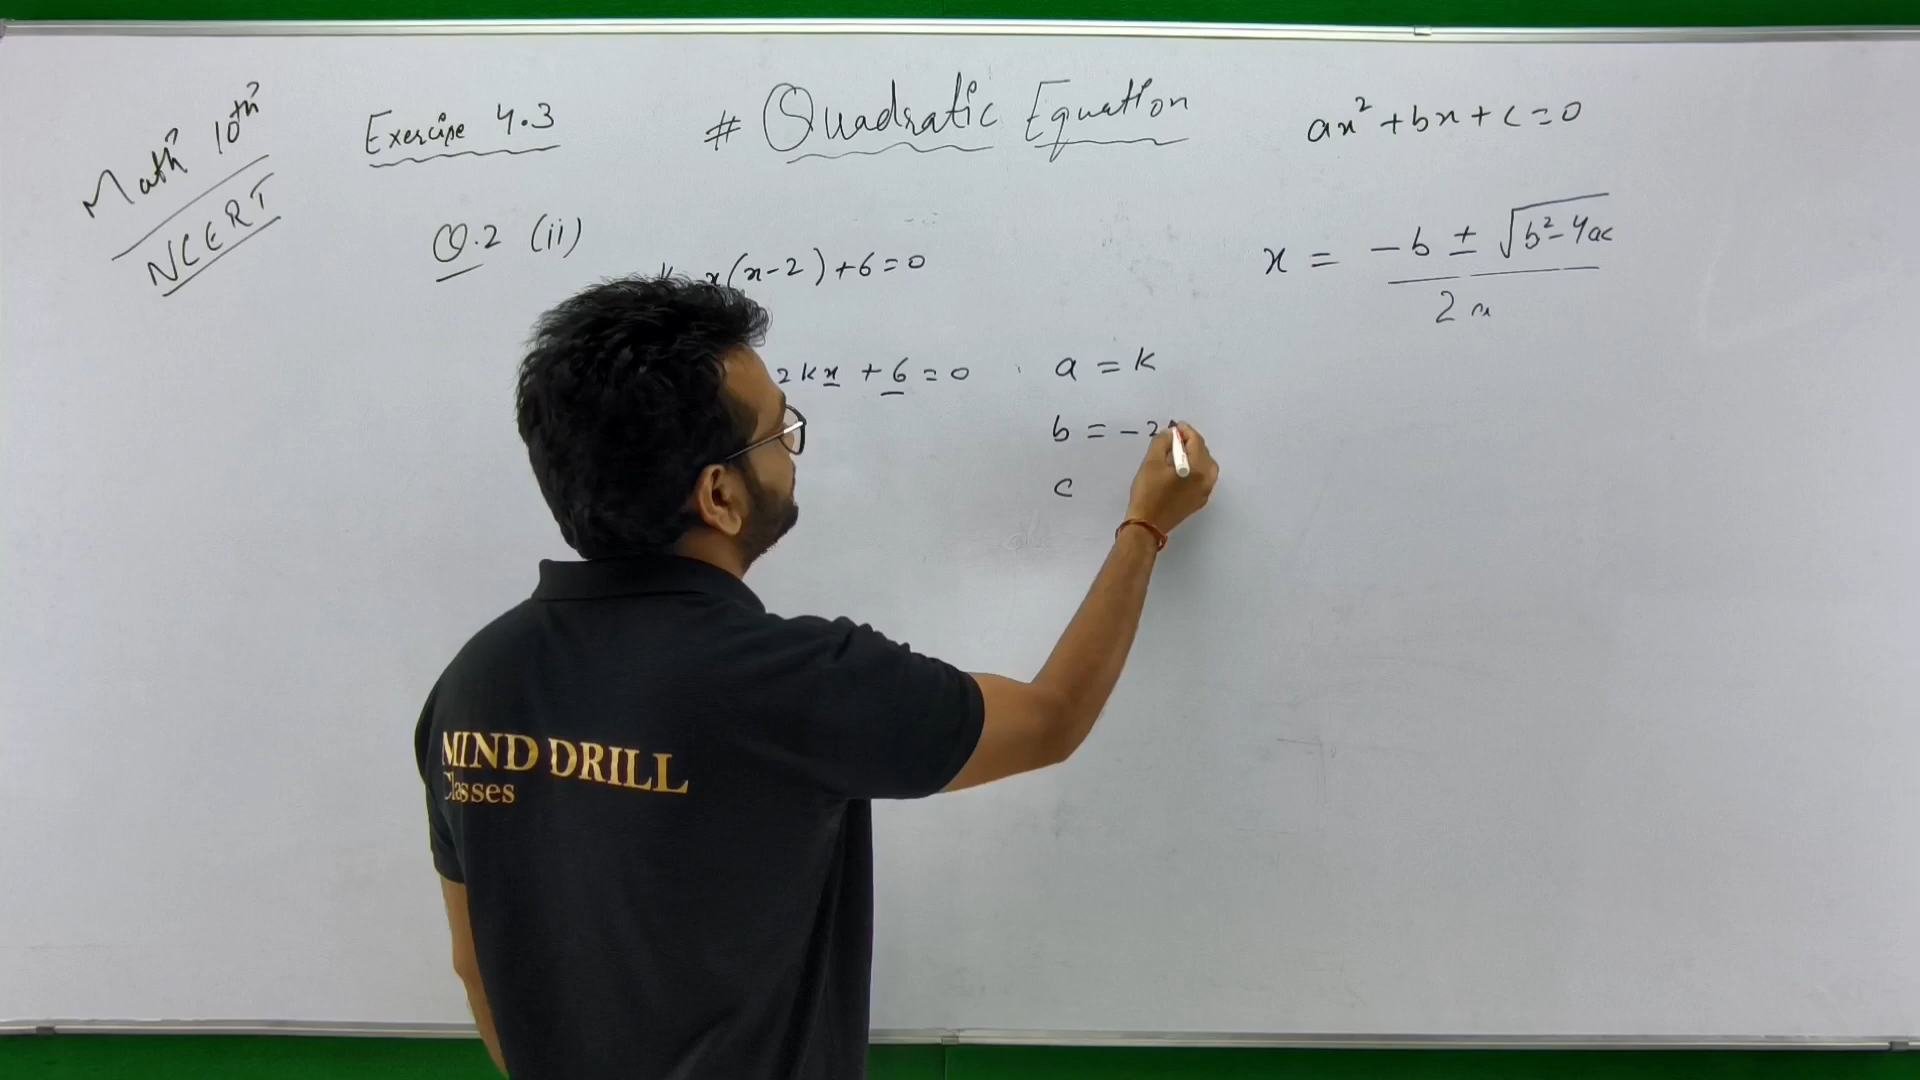 Math 10th
NCERT
Exercise 4.3
# Quadratic Equation
ax² + bx + c = 0
Q.2 (ii)
k x(x-2) + 6 = 0
x = -b ± √b²-4ac
2a
2kx + 6 = 0
a = k
b = -2
c
MIND DRILL
Classes